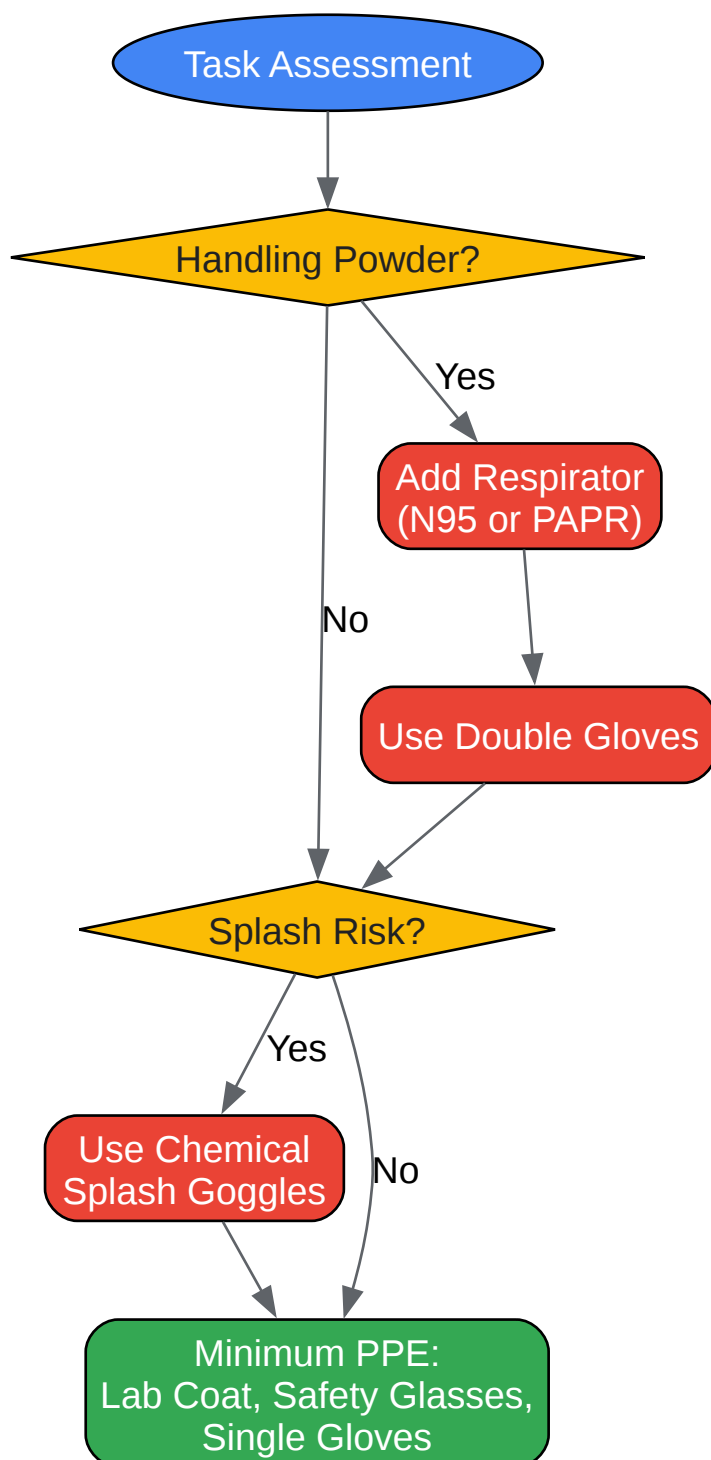 Task Assessment
Handling Powder?
Yes
Add Respirator
(N95 or PAPR)
No
Use Double Gloves
Splash Risk?
Yes
Use Chemical
Splash Goggles
No
Minimum PPE:
Lab Coat, Safety Glasses,
Single Gloves